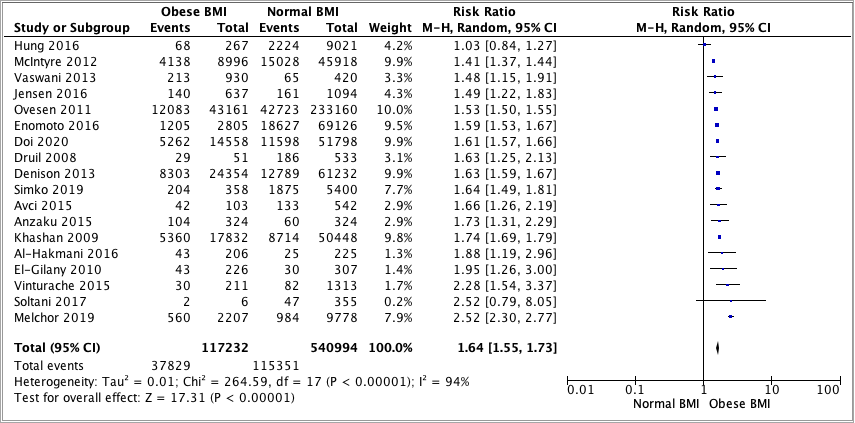 Obese BMI Normal BMI Risk Ratio Risk Ratio
Study or Subgroup Events Total Events Total Weight M-H, Random, 95% CI M-H, Random, 95% CI
Hung 2016 68 267 2224 9021 4.2% 1.03 [0.84, 1.27]
McIntyre 2012 4138 8996 15028 45918 9.9% 1.41 [1.37, 1.44]
Vaswani 2013 213 930 65 420 3.3% 1.48 [1.15, 1.91]
Jensen 2016 140 637 161 1094 4.1% 1.49 [1.22, 1.83]
Ovesen 2011 12083 43161 42723 233160 10.0% 1.53 [1.50, 1.55]
Enomoto 2016 1205 2805 18627 69126 9.5% 1.59 [1.53, 1.67]
Doi 2020 5262 14558 11598 51798 9.8% 1.61 [1.57, 1.66]
Druil 2008 29 51 186 533 3.1% 1.63 [1.25, 2.13]
Denison 2013 8303 24354 12789 61232 9.9% 1.63 [1.59, 1.67]
Simko 2019 204 358 1875 5400 7.7% 1.64 [1.49, 1.81]
Avci 2015 42 103 133 542 2.9% 1.66 [1.26, 2.19]
Anzaku 2015 104 324 60 324 2.9% 1.73 [1.31, 2.29]
Khashan 2009 5360 17832 8714 50448 9.8% 1.74 [1.69, 1.79]
Al-Hakmani 2016 43 206 25 225 1.3% 1.88 [1.19, 2.96]
El-Gilany 2010 43 226 30 307 1.4% 1.95 [1.26, 3.00]
Vinturache 2015 30 211 82 1313 1.7% 2.28 [1.54, 3.37]
Soltani 2017 2 6 47 355 0.2% 2.52 [0.79, 8.05]
Melchor 2019 560 2207 984 9778 7.9% 2.52 [2.30, 2.77]
Total (95% CI) 117232 540994 100.0% 1.64 [1.55, 1.73]
Total events 37829 115351
Heterogeneity: Tau² = 0.01; Chi² = 264.59, df = 17 (P < 0.00001); I² = 94%
Test for overall effect: Z = 17.31 (P < 0.00001)
0.01 0.1 1 10 100
Normal BMI Obese BMI